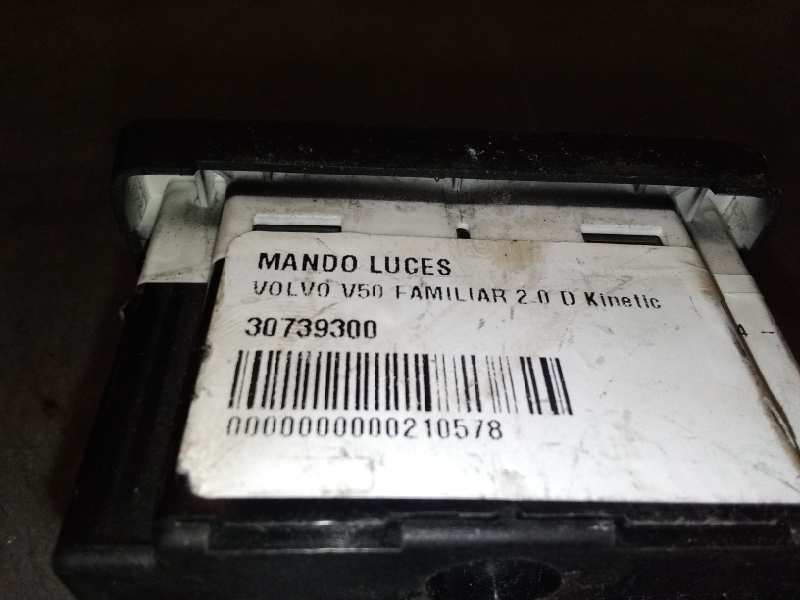 MANDO LUCES
VOLVO V50 FAMILIAR 2.0 D Kinetic
30739300
0000000000210578
A -